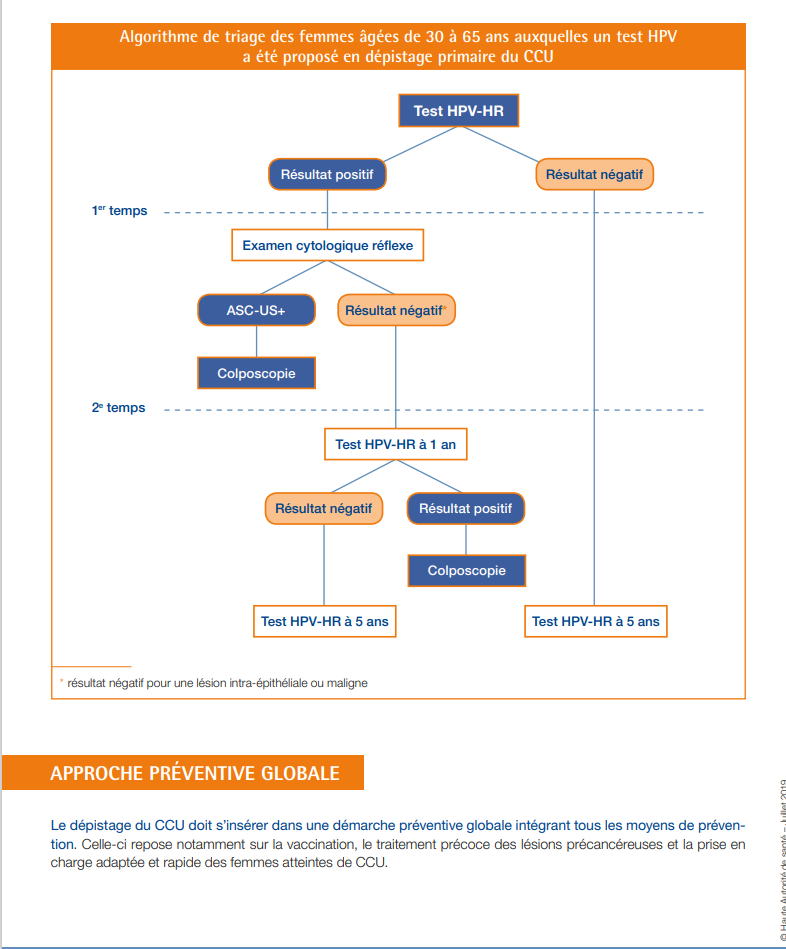 Algorithme de triage des femmes âgées de 30 à 65 ans auxquelles un test HPV
a été proposé en dépistage primaire du CCU
Test HPV-HR
Résultat positif
Résultat négatif
1er temps
Examen cytologique réflexe
ASC-US+
Résultat négatif*
Colposcopie
2e temps
Test HPV-HR à 1 an
Résultat négatif
Résultat positif
Colposcopie
Test HPV-HR à 5 ans
Test HPV-HR à 5 ans
* résultat négatif pour une lésion intra-épithéliale ou maligne
APPROCHE PRÉVENTIVE GLOBALE
Le dépistage du CCU doit s'insérer dans une démarche préventive globale intégrant tous les moyens de préven-
tion. Celle-ci repose notamment sur la vaccination, le traitement précoce des lésions précancéreuses et la prise en
charge adaptée et rapide des femmes atteintes de CCU.
© Haute Autorité de santé – Juillet 2019